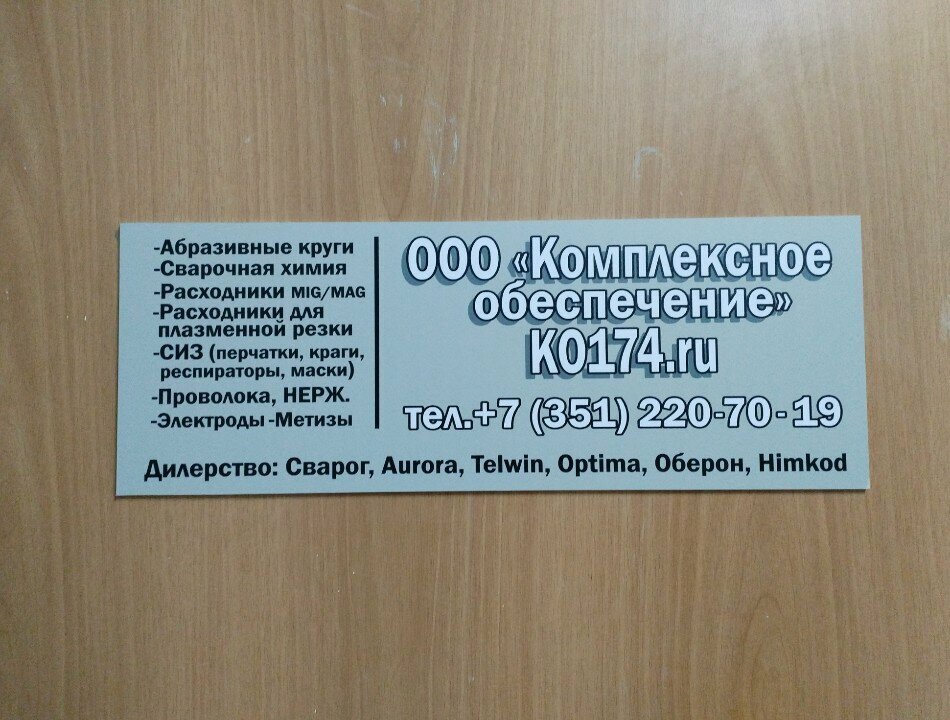 -Абразивные круги
-Сварочная химия
-Расходники MIG/MAG
-Расходники для
плазменной резки
-СИЗ (перчатки, краги,
респираторы, маски)
-Проволока, НЕРЖ.
-Электроды -Метизы
ООО «Комплексное
обеспечение»
КО174.ru
тел.+7 (351) 220-70-19
Дилерство: Сварог, Aurora, Telwin, Optima, Оберон, Himkod